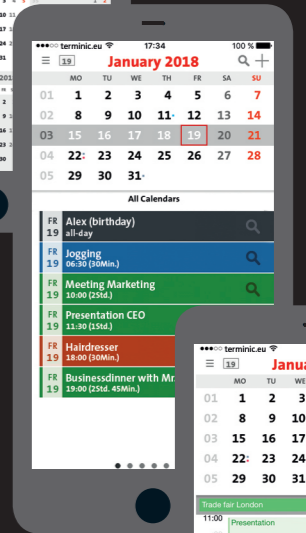 terminic.eu 17:34 100 %
19 January 2018
MO TU WE TH FR SA SU
01 1 2 3 4 5 6 7
02 8 9 10 11 12 13 14
03 15 16 17 18 19 20 21
04 22 23 24 25 26 27 28
05 29 30 31
All Calendars
FR 19 Alex (birthday)
all-day
FR 19 Jogging
06:30 (30Min.)
FR 19 Meeting Marketing
10:00 (2Std.)
FR 19 Presentation CEO
11:30 (1Std.)
FR 19 Hairdresser
18:00 (30Min.)
FR 19 Businessdinner with Mr.
19:00 (2Std. 45Min.)
terminic.eu
19 Janua
MO TU WE
01 1 2 3
02 8 9 10
03 15 16 17
04 22 23 24
05 29 30 31
Trade fair London
11:00 Presentation